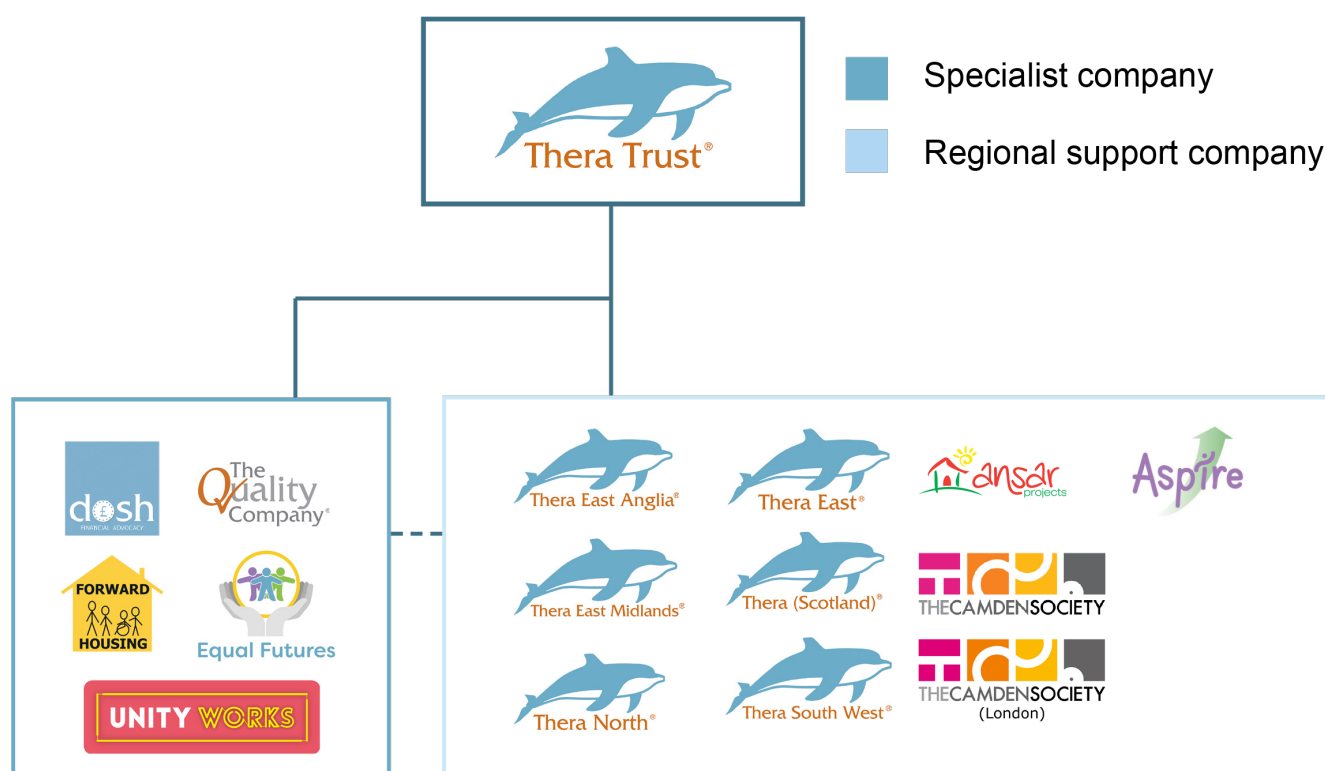 Thera Trust®
Specialist company
Regional support company
d£sh
FINANCIAL ADVOCACY
The
Quality
Company®
FORWARD
HOUSING
Equal Futures
UNITY WORKS
Thera East Anglia®
Thera East®
ansar
projects
Aspire
Thera East Midlands®
Thera (Scotland)®
THECAMDENSOCIETY
Thera North®
Thera South West®
THECAMDENSOCIETY
(London)